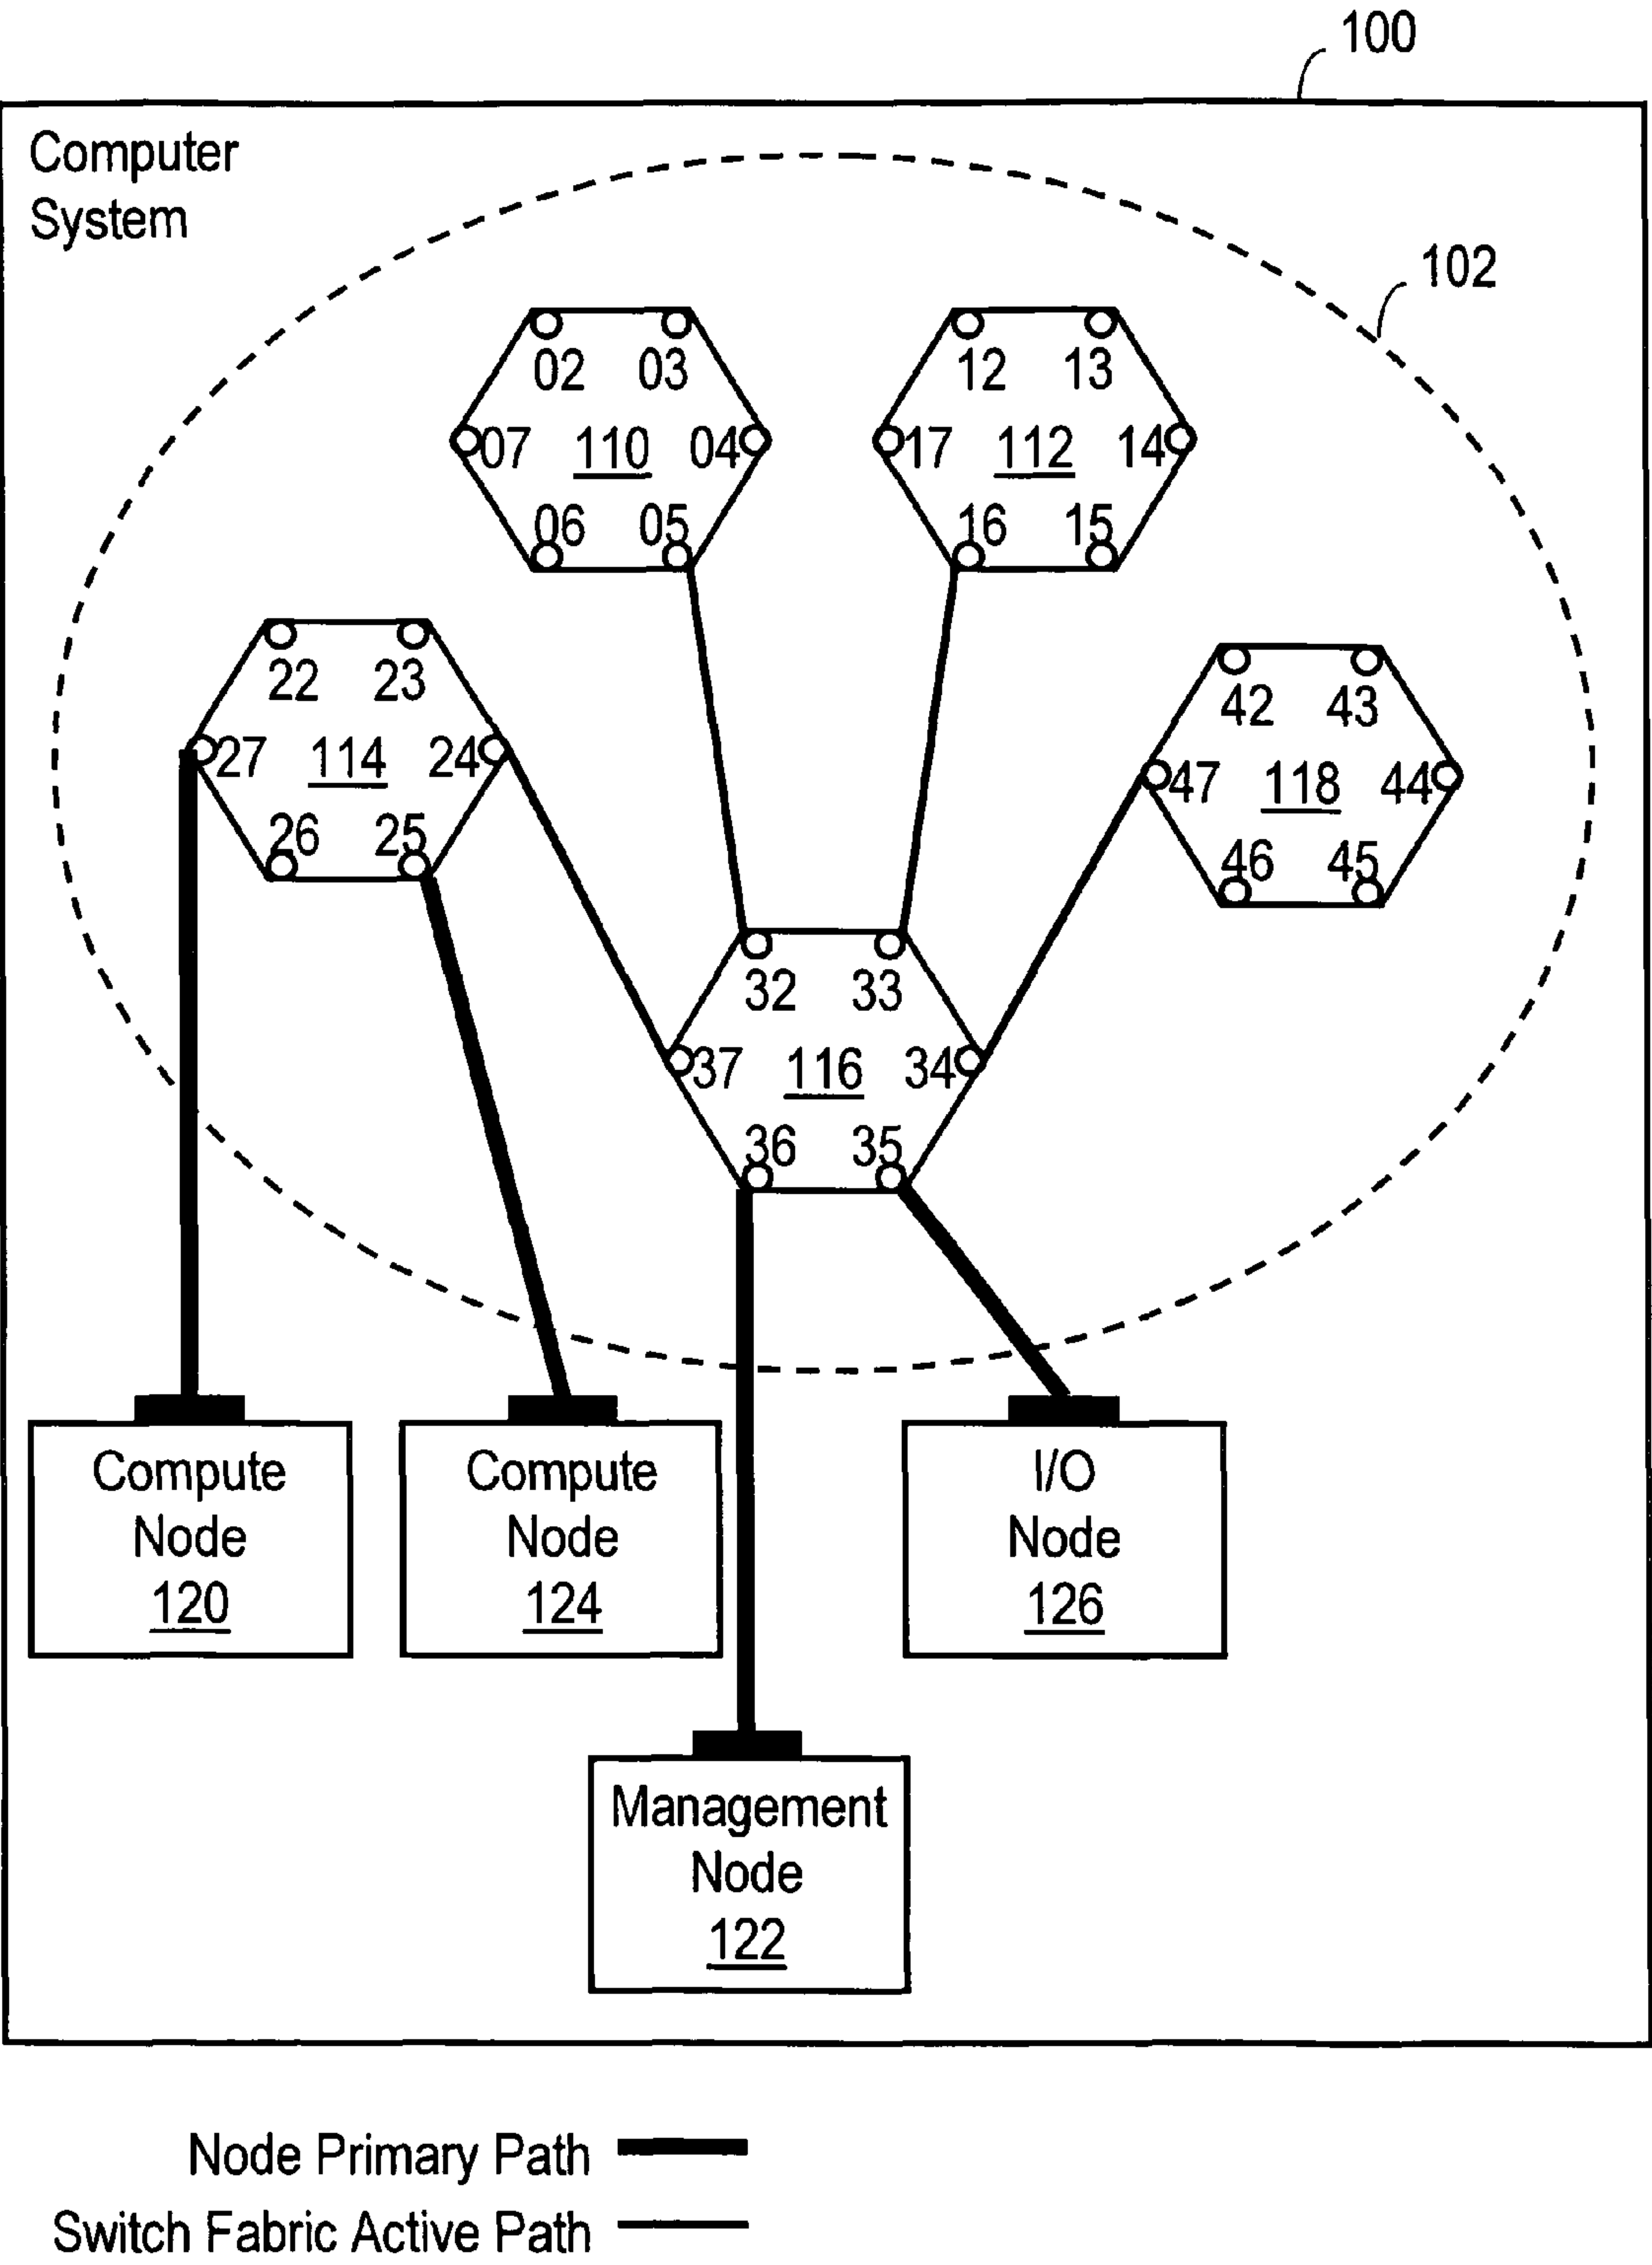 100
Computer
System
102
02 03
07 110 04
06 05
12 13
17 112 14
16 15
22 23
27 114 24
26 25
42 43
47 118 44
46 45
32 33
37 116 34
36 35
Compute
Node
120
Compute
Node
124
I/O
Node
126
Management
Node
122
Node Primary Path
Switch Fabric Active Path